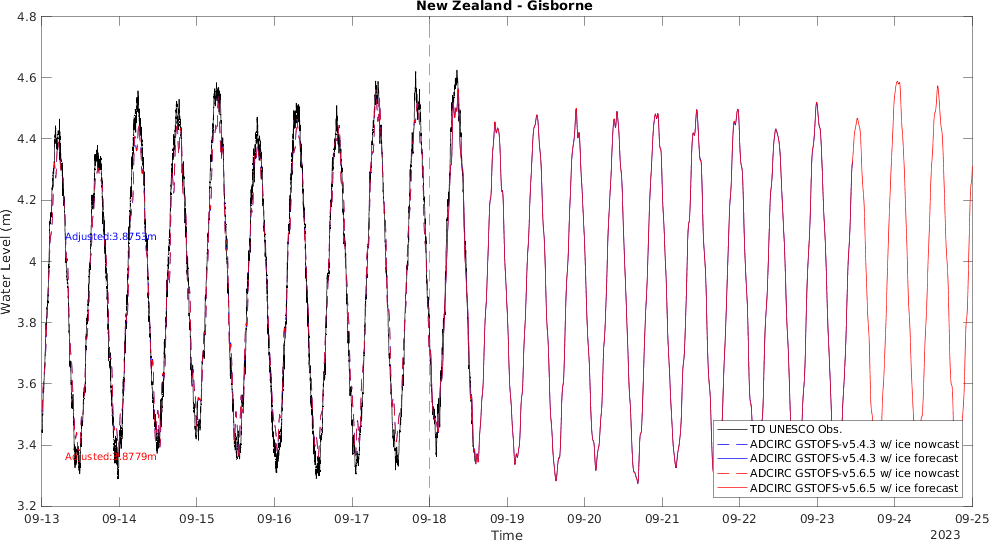 New Zealand - Gisborne
4.8
4.6
4.4
4.2
4
3.8
3.6
3.4
3.2
Water Level (m)
Adjusted:3.8753m
Adjusted:3.8779m
TD UNESCO Obs.
ADCIRC GSTOFS-v5.4.3 w/ ice nowcast
ADCIRC GSTOFS-v5.4.3 w/ ice forecast
ADCIRC GSTOFS-v5.6.5 w/ ice nowcast
ADCIRC GSTOFS-v5.6.5 w/ ice forecast
09-13 09-14 09-15 09-16 09-17 09-18 09-19 09-20 09-21 09-22 09-23 09-24 09-25
Time
2023